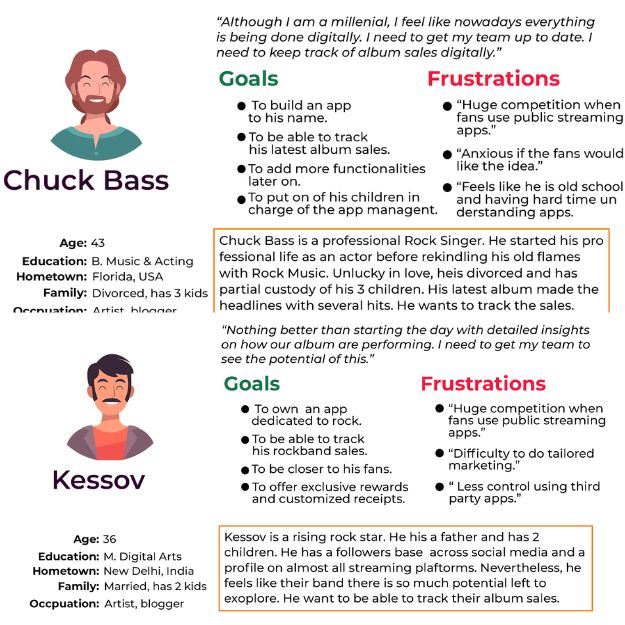 “Although I am a millenial, I feel like nowadays everything
is being done digitally. I need to get my team up to date. I
need to keep track of album sales digitally.”
Chuck Bass
Goals
● To build an app
to his name.
● To be able to track
his latest album sales.
● To add more functionalities
later on.
● To put on of his children in
charge of the app managent.
Frustrations
● “Huge competition when
fans use public streaming
apps.”
● “Anxious if the fans would
like the idea.”
● “Feels like he is old school
and having hard time un
derstanding apps.
Age: 43
Education: B. Music & Acting
Hometown: Florida, USA
Family: Divorced, has 3 kids
Occpuation: Artist, blogger
Chuck Bass is a professional Rock Singer. He started his pro
fessional life as an actor before rekindling his old flames
with Rock Music. Unlucky in love, heis divorced and has
partial custody of his 3 children. His latest album made the
headlines with several hits. He wants to track the sales.
“Nothing better than starting the day with detailed insights
on how our album are performing. I need to get my team to
see the potential of this.”
Kessov
Goals
● To own an app
dedicated to rock.
● To be able to track
his rockband sales.
● To be closer to his fans.
● To offer exclusive rewards
and customized receipts.
Frustrations
● “Huge competition when
fans use public streaming
apps.”
● “Difficulty to do tailored
marketing.”
● “ Less control using third
party apps.”
Age: 36
Education: M. Digital Arts
Hometown: New Delhi, India
Family: Married, has 2 kids
Occpuation: Artist, blogger
Kessov is a rising rock star. He his a father and has 2
children. He has a followers base across social media and a
profile on almost all streaming plaforms. Nevertheless, he
feels like their band there is so much potential left to
exoplore. He want to be able to track their album sales.